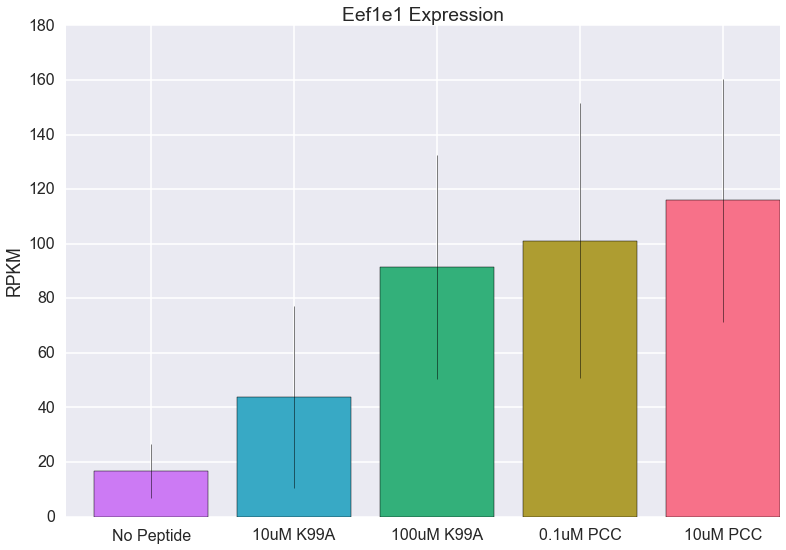 Eef1e1 Expression
180
160
140
120
100
80
60
40
20
0
RPKM
No Peptide
10uM K99A
100uM K99A
0.1uM PCC
10uM PCC